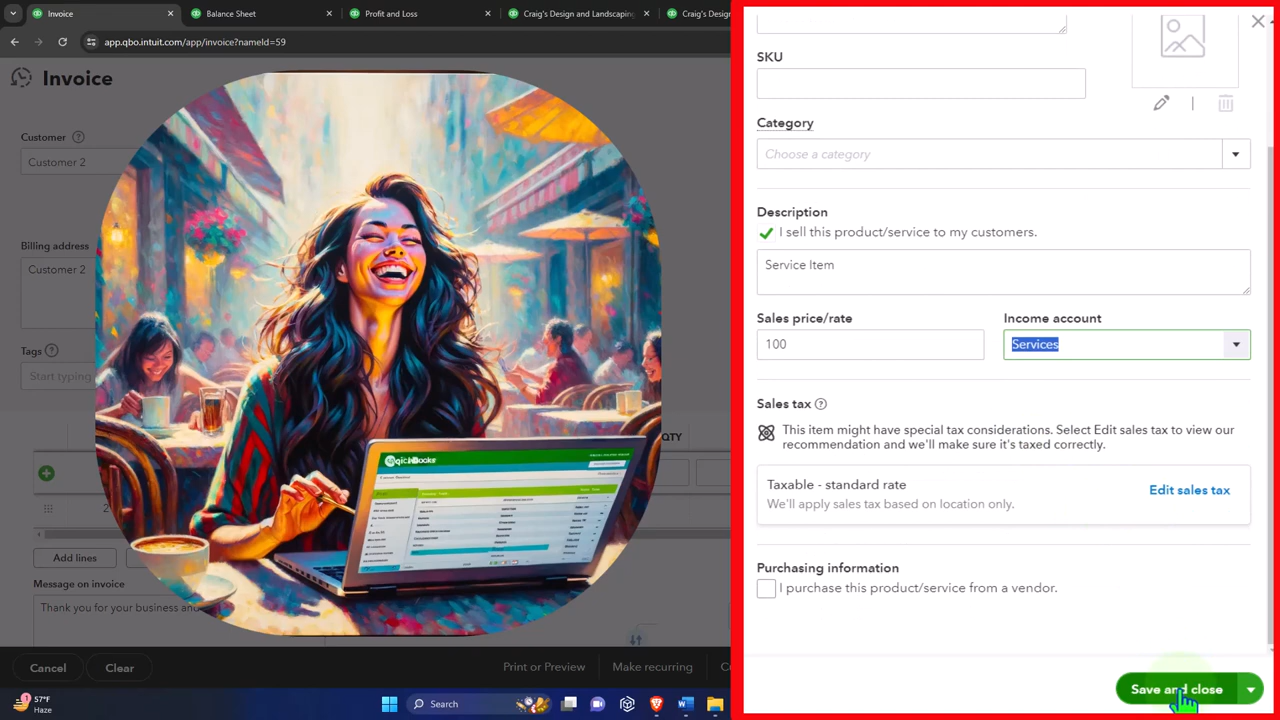 Invoice
Balance Sheet
Profit and Loss
Craig's Design and Landscaping
Craig's Design
app.qbo.intuit.com/app/invoice?nameId=59
Invoice
Customer
Customer 2
Billing address
Customer 2
Tags
Start typing
QTY
2
Add lines
Message on invoice
Thank you for your business and
Cancel
Clear
Print or Preview
Make recurring
SKU
Category
Choose a category
Description
I sell this product/service to my customers.
Service Item
Sales price/rate
Income account
100
Services
Sales tax
This item might have special tax considerations. Select Edit sales tax to view our
recommendation and we'll make sure it's taxed correctly.
Taxable - standard rate
Edit sales tax
We'll apply sales tax based on location only.
Purchasing information
I purchase this product/service from a vendor.
Save and close
1
57°F
Haze
Search